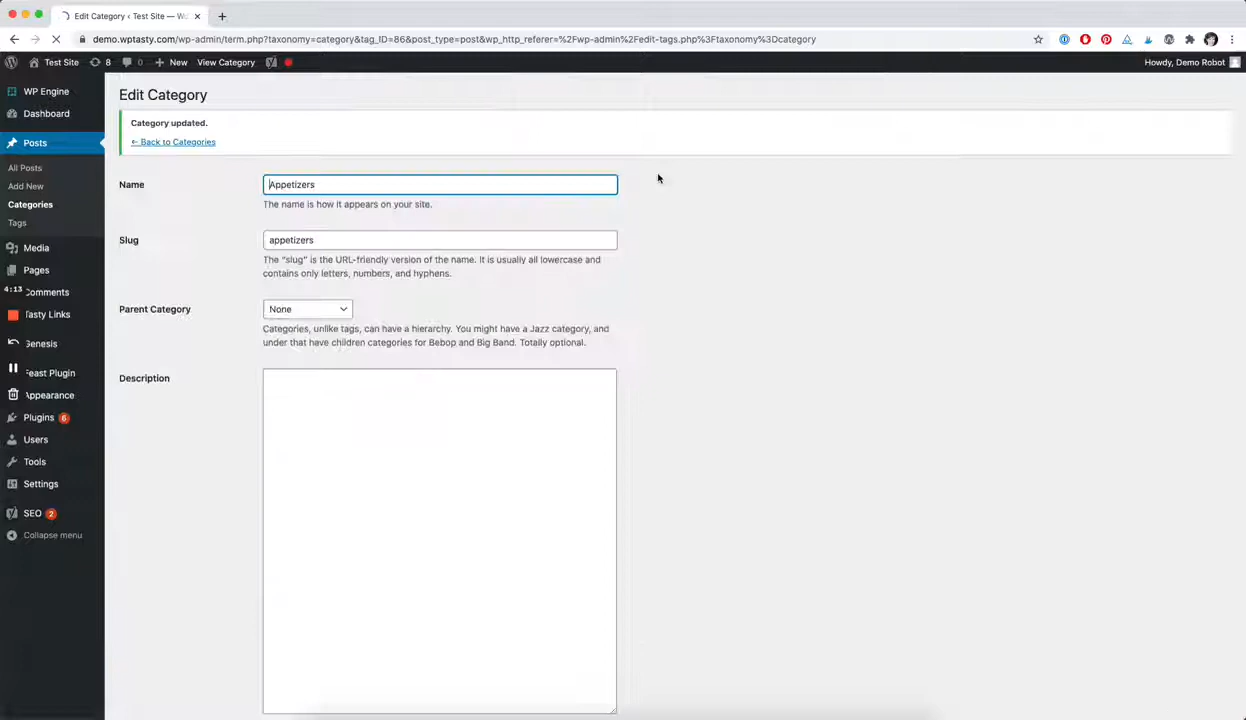 Edit Category ‹ Test Site — Wo
demo.wptasty.com/wp-admin/term.php?taxonomy=category&tag_ID=86&post_type=post&wp_http_referer=%2Fwp-admin%2Fedit-tags.php%3Ftaxonomy%3Dcategory
Test Site 8 0 New View Category Howdy, Demo Robot
WP Engine
Dashboard
Posts
All Posts
Add New
Categories
Tags
Media
Pages
4:13
Comments
Tasty Links
Genesis
Feast Plugin
Appearance
Plugins 6
Users
Tools
Settings
SEO 2
Collapse menu
Edit Category
Category updated.
← Back to Categories
Name
Appetizers
The name is how it appears on your site.
Slug
appetizers
The “slug” is the URL-friendly version of the name. It is usually all lowercase and
contains only letters, numbers, and hyphens.
Parent Category
None
Categories, unlike tags, can have a hierarchy. You might have a Jazz category, and
under that have children categories for Bebop and Big Band. Totally optional.
Description